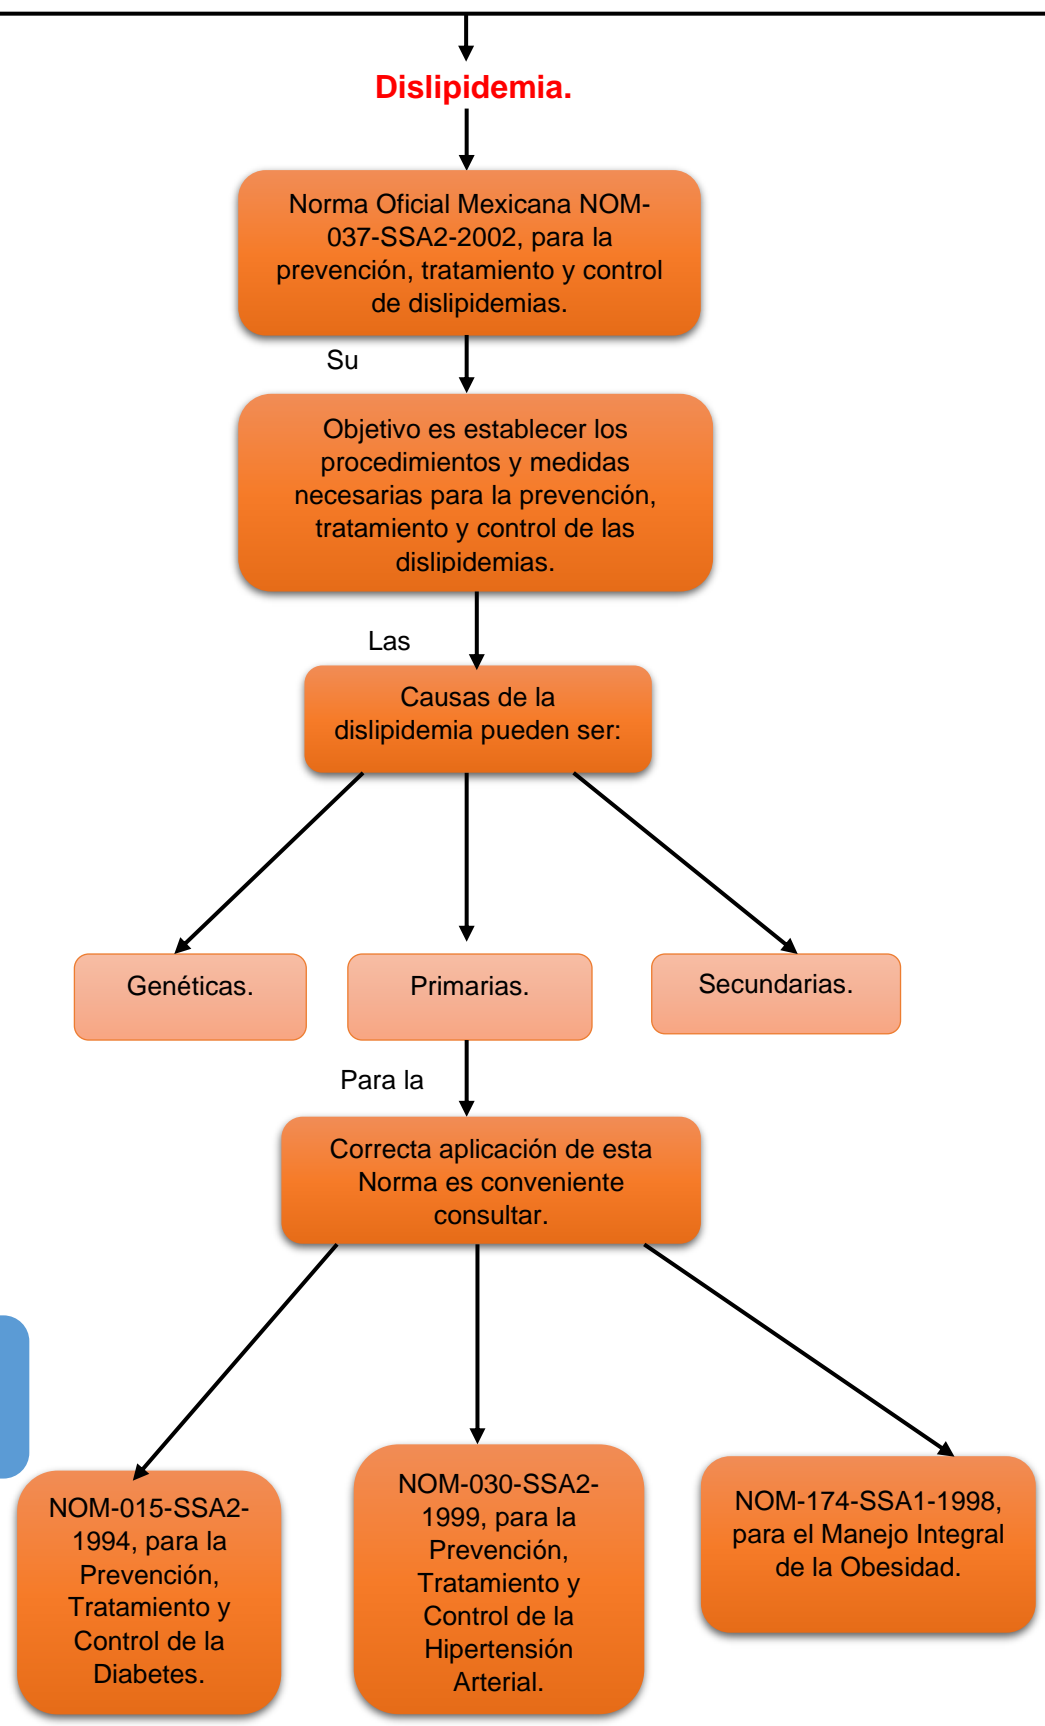 Dislipidemia.
Norma Oficial Mexicana NOM-
037-SSA2-2002, para la
prevención, tratamiento y control
de dislipidemias.
Su
Objetivo es establecer los
procedimientos y medidas
necesarias para la prevención,
tratamiento y control de las
dislipidemias.
Las
Causas de la
dislipidemia pueden ser:
Genéticas.
Primarias.
Secundarias.
Para la
Correcta aplicación de esta
Norma es conveniente
consultar.
NOM-015-SSA2-
1994, para la
Prevención,
Tratamiento y
Control de la
Diabetes.
NOM-030-SSA2-
1999, para la
Prevención,
Tratamiento y
Control de la
Hipertensión
Arterial.
NOM-174-SSA1-1998,
para el Manejo Integral
de la Obesidad.